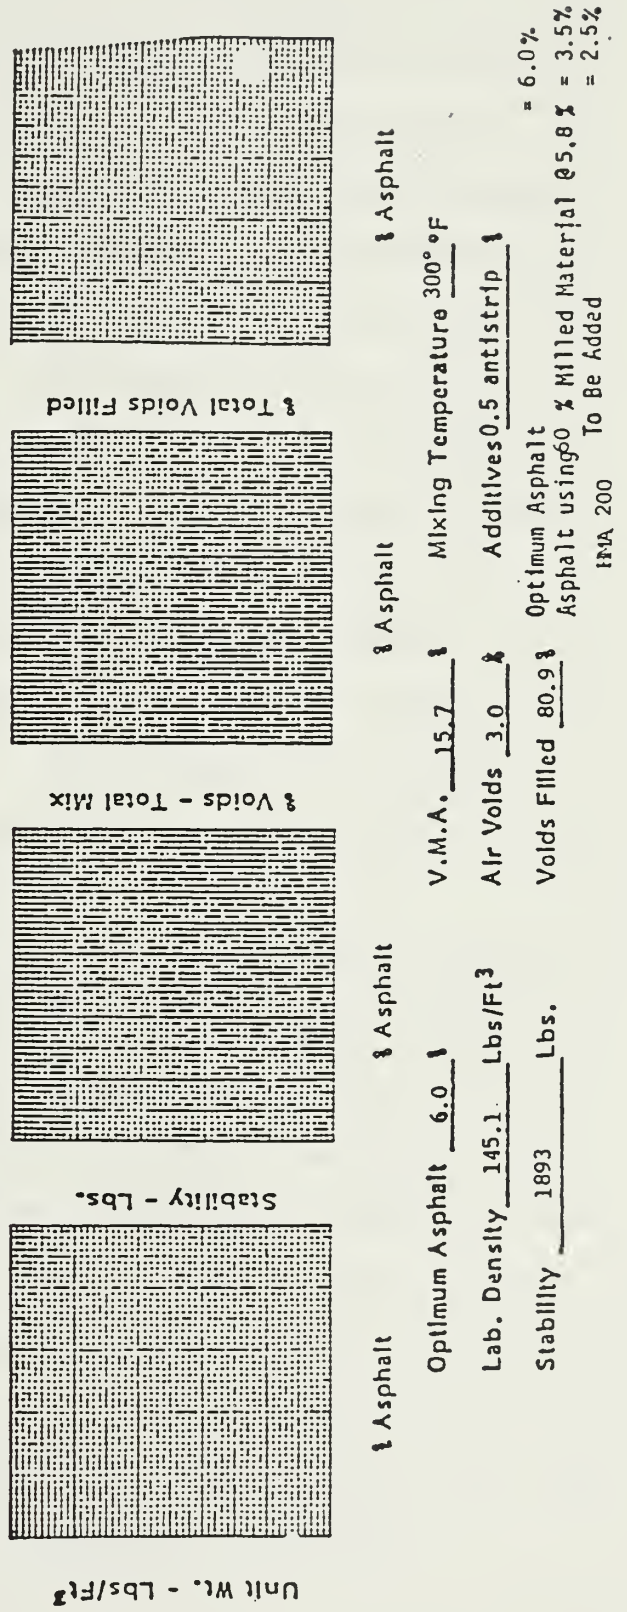 Unit Wt. - Lbs/Ft³
Stability - Lbs.
% Voids - Total Mix
% Total Voids Filled
% Asphalt
% Asphalt
% Asphalt
% Asphalt
Optimum Asphalt 6.0 %
Lab. Density 145.1 Lbs/Ft³
Stability 1893 Lbs.
V.M.A. 15.7 %
Air Voids 3.0 %
Voids Filled 80.9 %
Mixing Temperature 300° °F
Additives 0.5 antistrip %
Optimum Asphalt = 6.0%
Asphalt using 60 % Milled Material @5.8 % = 3.5%
To Be Added = 2.5%
HMA 200